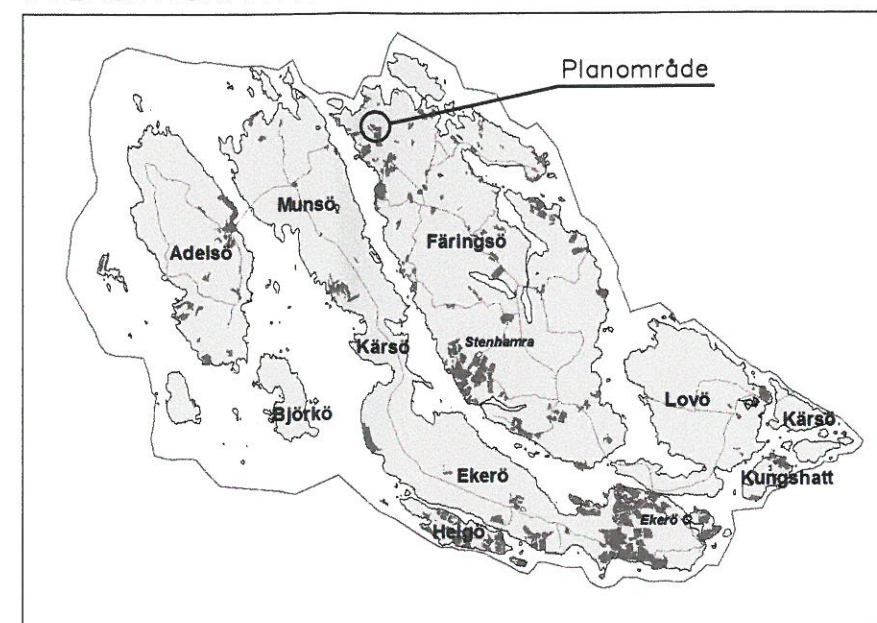 Planområde
Munsö
Adelsö
Färingsö
Stenhamra
Kärsö
Björkö
Lovö
Kärsö
Kungshatt
Ekerö
Ekerö C
Helgö